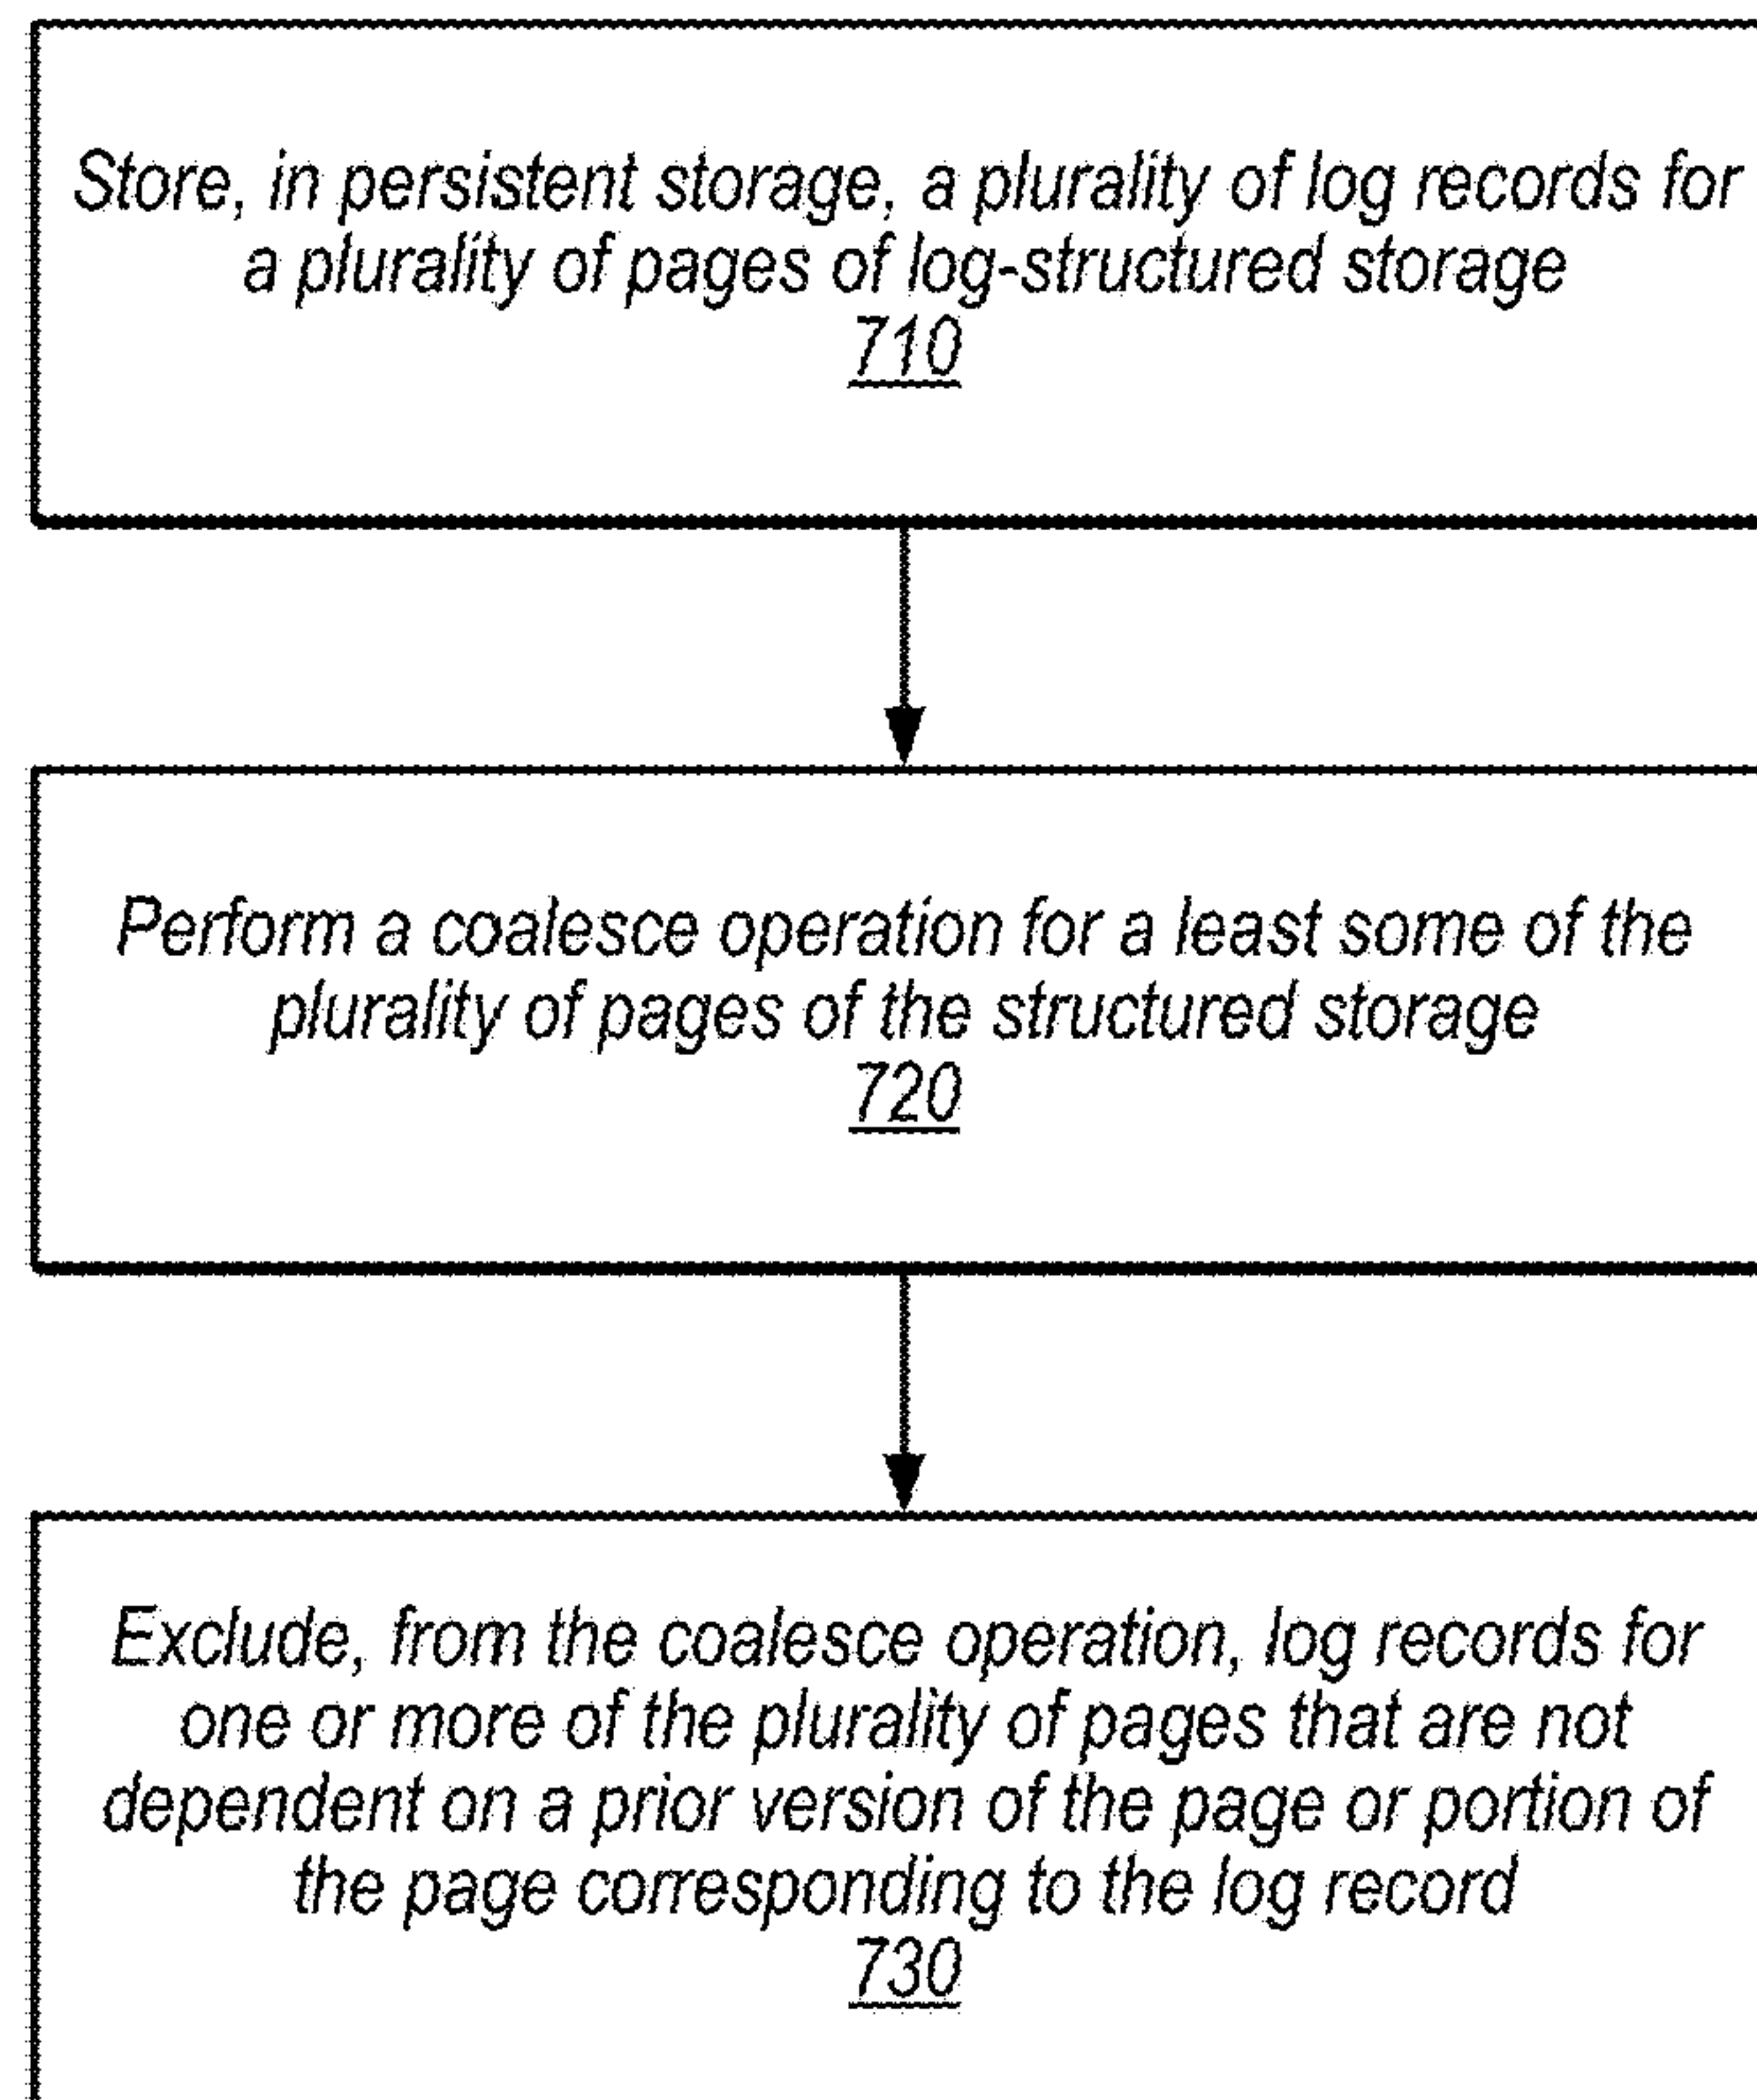 Store, in persistent storage, a plurality of log records for
a plurality of pages of log-structured storage
710
Perform a coalesce operation for a least some of the
plurality of pages of the structured storage
720
Exclude, from the coalesce operation, log records for
one or more of the plurality of pages that are not
dependent on a prior version of the page or portion of
the page corresponding to the log record
730